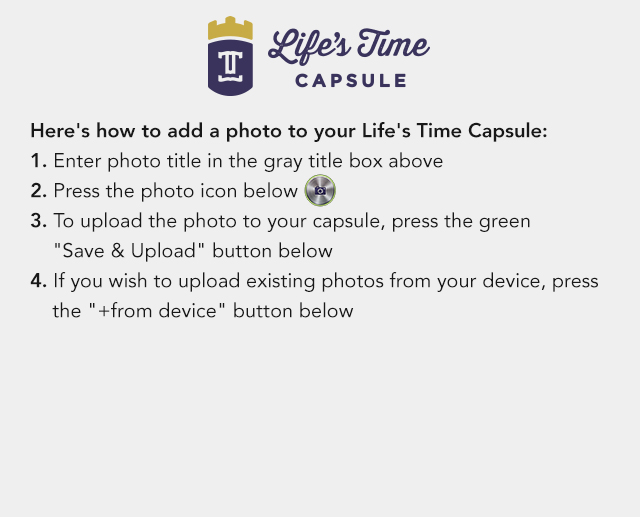 Life's Time
CAPSULE
Here's how to add a photo to your Life's Time Capsule:
1. Enter photo title in the gray title box above
2. Press the photo icon below
3. To upload the photo to your capsule, press the green
"Save & Upload" button below
4. If you wish to upload existing photos from your device, press
the "+from device" button below